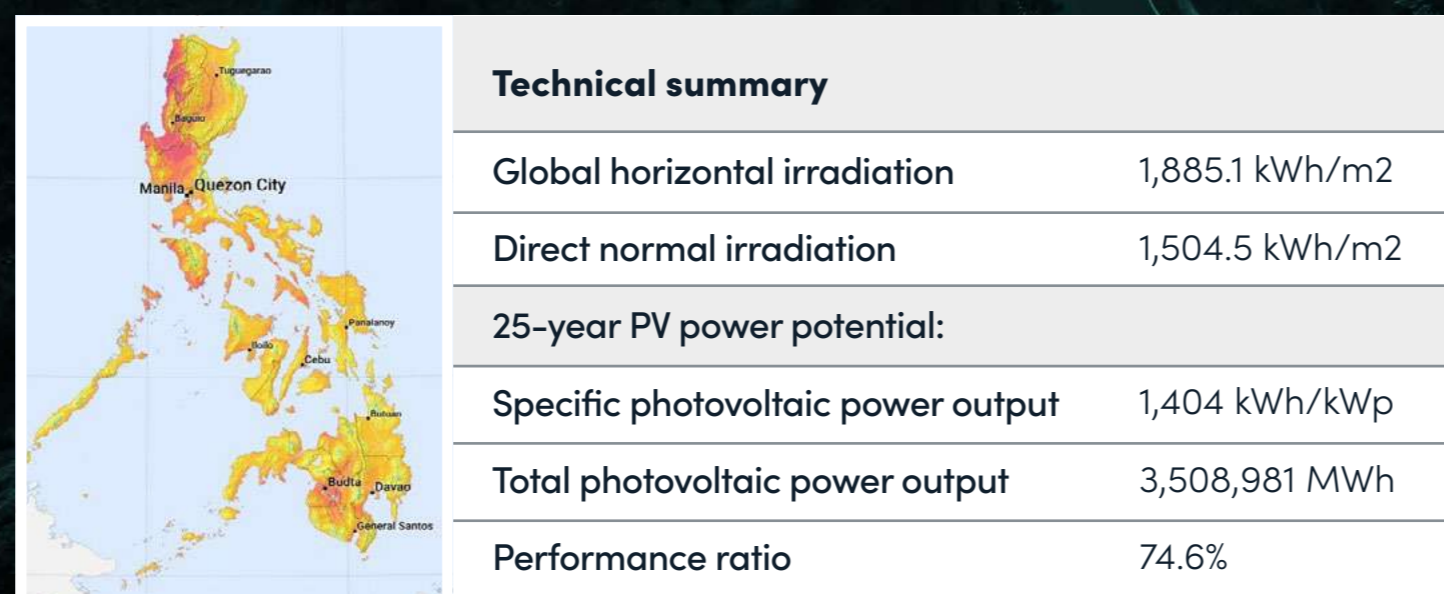 Tuguegarao
Baguio
Manila Quezon City
Panalanoy
Iloilo
Cebu
Butuan
Budta Davao
General Santos
Technical summary
Global horizontal irradiation 1,885.1 kWh/m2
Direct normal irradiation 1,504.5 kWh/m2
25-year PV power potential:
Specific photovoltaic power output 1,404 kWh/kWp
Total photovoltaic power output 3,508,981 MWh
Performance ratio 74.6%